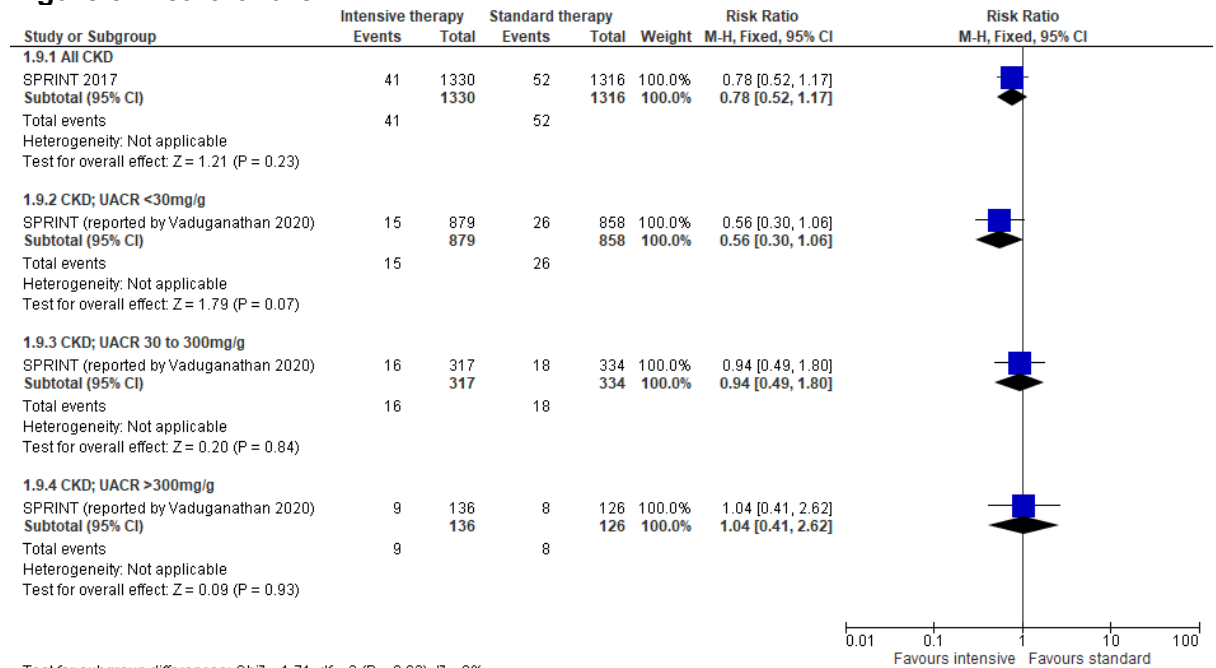 Intensive therapy Standard therapy Risk Ratio Risk Ratio
Study or Subgroup Events Total Events Total Weight M-H, Fixed, 95% CI M-H, Fixed, 95% CI
1.9.1 All CKD
SPRINT 2017 41 1330 52 1316 100.0% 0.78 [0.52, 1.17]
Subtotal (95% CI) 1330 1316 100.0% 0.78 [0.52, 1.17]
Total events 41 52
Heterogeneity: Not applicable
Test for overall effect: Z = 1.21 (P = 0.23)
1.9.2 CKD; UACR <30mg/g
SPRINT (reported by Vaduganathan 2020) 15 879 26 858 100.0% 0.56 [0.30, 1.06]
Subtotal (95% CI) 879 858 100.0% 0.56 [0.30, 1.06]
Total events 15 26
Heterogeneity: Not applicable
Test for overall effect: Z = 1.79 (P = 0.07)
1.9.3 CKD; UACR 30 to 300mg/g
SPRINT (reported by Vaduganathan 2020) 16 317 18 334 100.0% 0.94 [0.49, 1.80]
Subtotal (95% CI) 317 334 100.0% 0.94 [0.49, 1.80]
Total events 16 18
Heterogeneity: Not applicable
Test for overall effect: Z = 0.20 (P = 0.84)
1.9.4 CKD; UACR >300mg/g
SPRINT (reported by Vaduganathan 2020) 9 136 8 126 100.0% 1.04 [0.41, 2.62]
Subtotal (95% CI) 136 126 100.0% 1.04 [0.41, 2.62]
Total events 9 8
Heterogeneity: Not applicable
Test for overall effect: Z = 0.09 (P = 0.93)
0.01 0.1 1 10 100
Favours intensive Favours standard